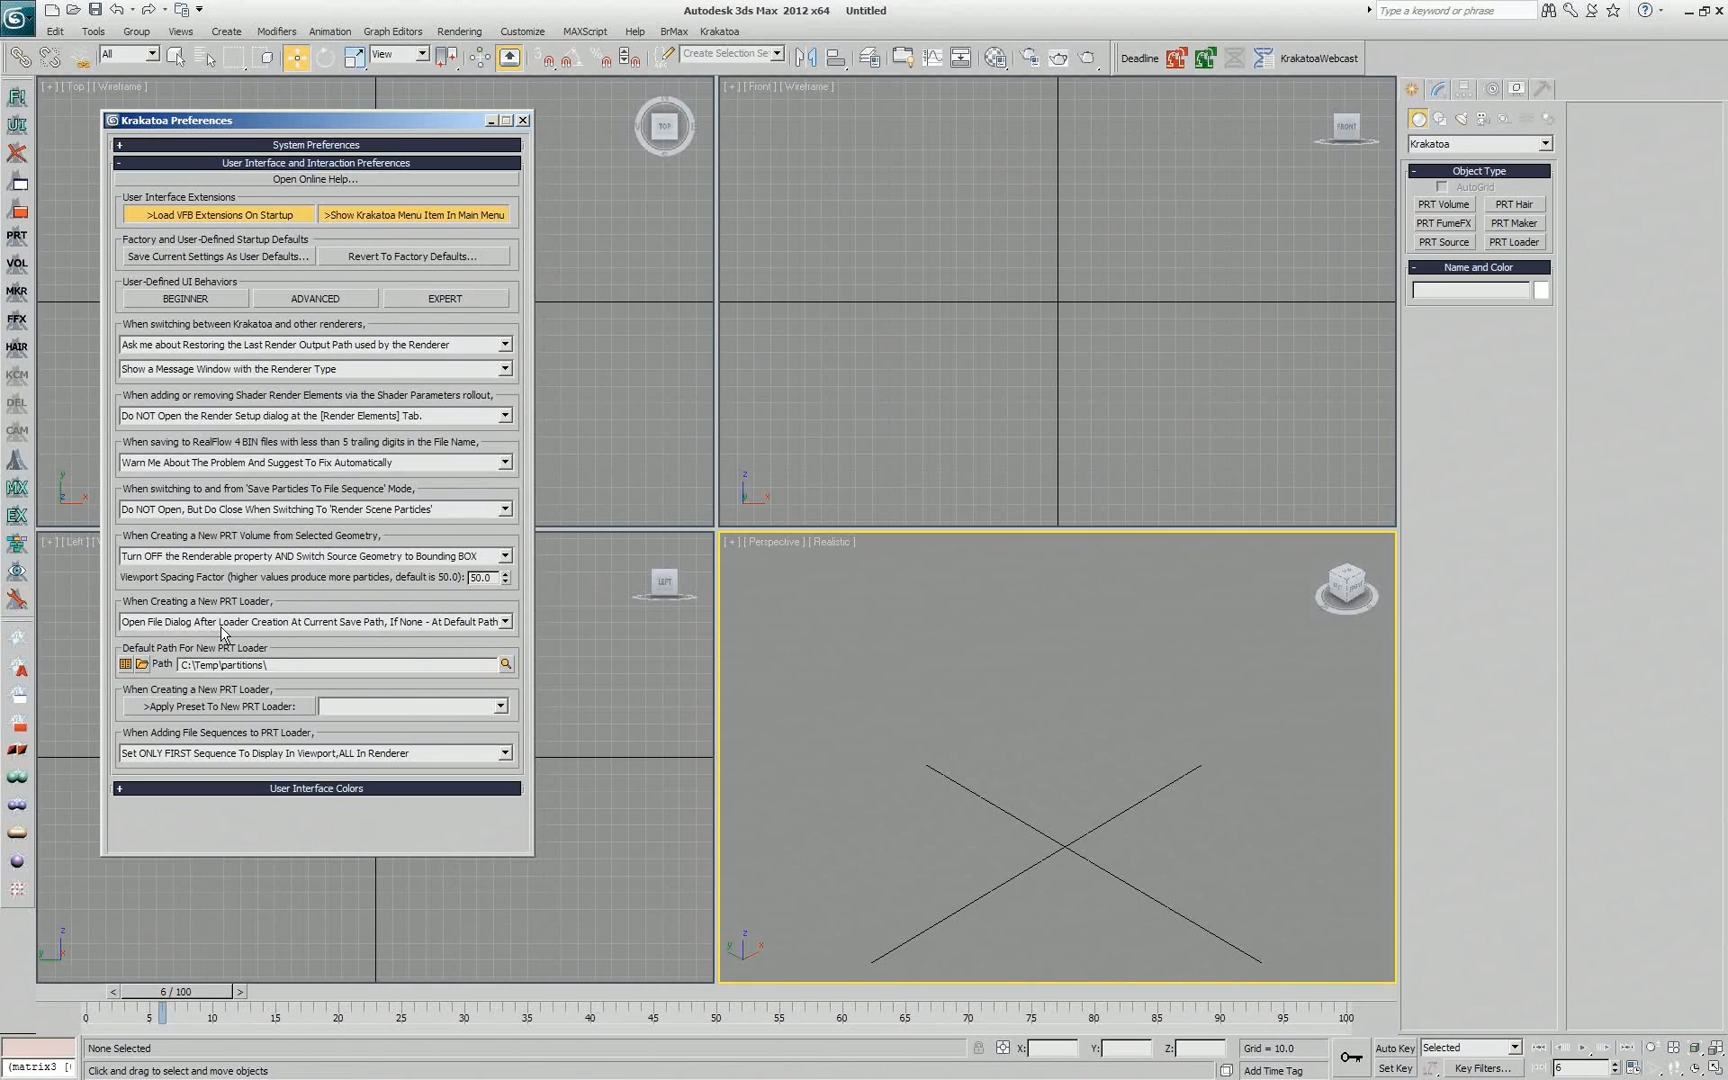 Autodesk 3ds Max 2012 x64 Untitled
Type a keyword or phrase
Edit Tools Group Views Create Modifiers Animation Graph Editors Rendering Customize MAXScript Help BrMax Krakatoa
All View Create Selection Se Deadline KrakatoaWebcast
[ + ] [ Top ] [ Wireframe ]
TOP
[ + ] [ Front ] [ Wireframe ]
FRONT
Krakatoa Preferences
+ System Preferences
- User Interface and Interaction Preferences
Open Online Help...
User Interface Extensions
>Load VFB Extensions On Startup >Show Krakatoa Menu Item In Main Menu
Factory and User-Defined Startup Defaults
Save Current Settings As User Defaults... Revert To Factory Defaults...
User-Defined UI Behaviors
BEGINNER ADVANCED EXPERT
When switching between Krakatoa and other renderers,
Ask me about Restoring the Last Render Output Path used by the Renderer
Show a Message Window with the Renderer Type
When adding or removing Shader Render Elements via the Shader Parameters rollout,
Do NOT Open the Render Setup dialog at the [Render Elements] Tab.
When saving to RealFlow 4 BIN files with less than 5 trailing digits in the File Name,
Warn Me About The Problem And Suggest To Fix Automatically
When switching to and from 'Save Particles To File Sequence' Mode,
Do NOT Open, But Do Close When Switching To 'Render Scene Particles'
When Creating a New PRT Volume from Selected Geometry,
Turn OFF the Renderable property AND Switch Source Geometry to Bounding BOX
Viewport Spacing Factor (higher values produce more particles, default is 50.0): 50.0
When Creating a New PRT Loader,
Open File Dialog After Loader Creation At Current Save Path, If None - At Default Path
Default Path For New PRT Loader
Path C:\Temp\partitions\
When Creating a New PRT Loader,
>Apply Preset To New PRT Loader:
When Adding File Sequences to PRT Loader,
Set ONLY FIRST Sequence To Display In Viewport,ALL In Renderer
+ User Interface Colors
F!
UI
PRT
VOL
MKR
FFX
HAIR
KCM
DEL
CAM
MX
EX
[ + ] [ Left ]
LEFT
[ + ] [ Perspective ] [ Realistic ]
Krakatoa
- Object Type
AutoGrid
PRT Volume PRT Hair
PRT FumeFX PRT Maker
PRT Source PRT Loader
- Name and Color
y x
z x
z y
z y x
< 6 / 100 >
0 5 10 15 20 25 30 35 40 45 50 55 60 65 70 75 80 85 90 95 100
None Selected X: Y: Z: Grid = 10.0 Auto Key Selected
(matrix3 [ Click and drag to select and move objects Add Time Tag Set Key Key Filters... 6